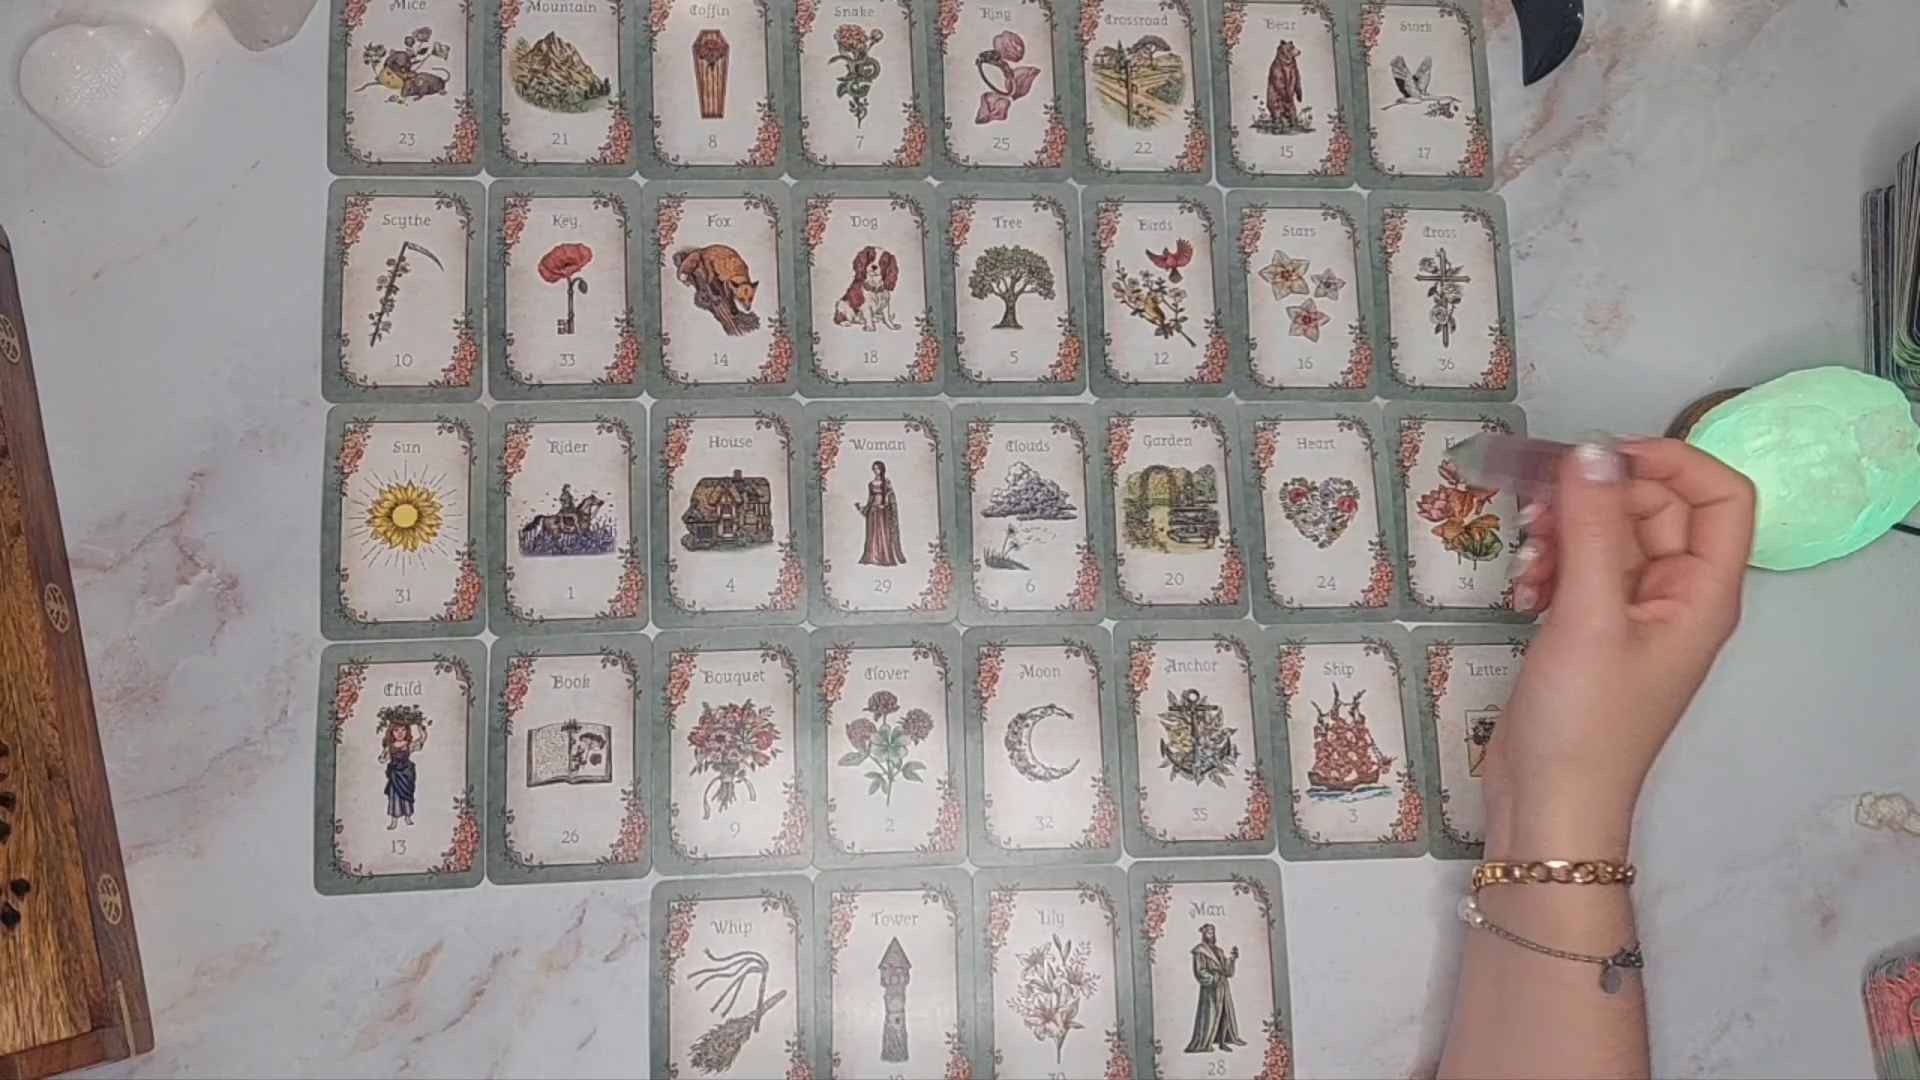 Mice
23
Mountain
21
Coffin
8
Snake
7
Ring
25
Crossroad
22
Bear
15
Stork
17
Scythe
10
Key
33
Fox
14
Dog
18
Tree
5
Birds
12
Stars
16
Cross
36
Sun
31
Rider
1
House
4
Woman
29
Clouds
6
Garden
20
Heart
24
34
Child
13
Book
26
Bouquet
9
Clover
2
Moon
32
Anchor
35
Ship
3
Letter
Whip
Tower
Lily
Man
28